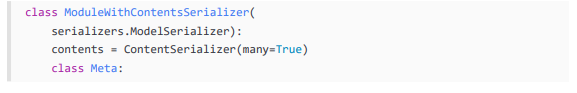 class ModuleWithContentsSerializer(
    serializers.ModelSerializer):
    contents = ContentSerializer(many=True)
    class Meta: